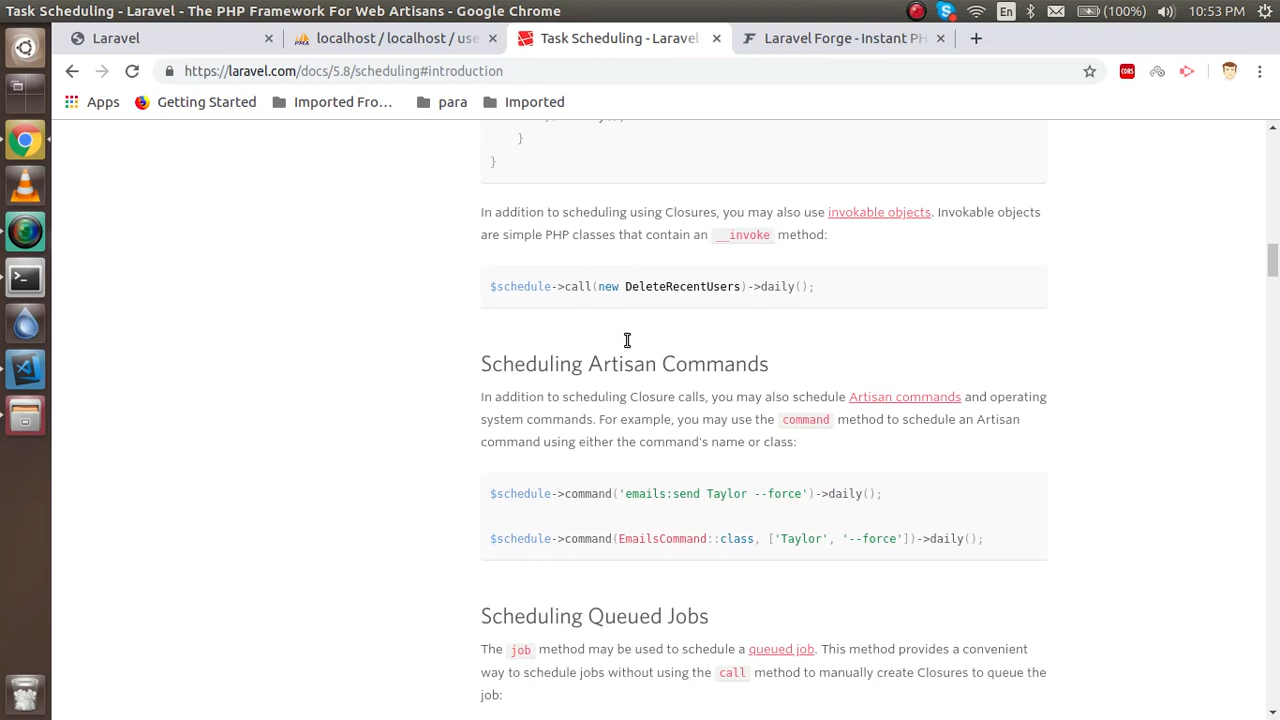 Task Scheduling - Laravel - The PHP Framework For Web Artisans - Google Chrome
En
(100%)
10:53 PM
Laravel
localhost / localhost / use
Task Scheduling - Laravel
Laravel Forge - Instant PH
https://laravel.com/docs/5.8/scheduling#introduction
CORS
Apps
Getting Started
Imported Fro...
para
Imported
}
}
In addition to scheduling using Closures, you may also use invokable objects. Invokable objects
are simple PHP classes that contain an __invoke method:
$schedule->call(new DeleteRecentUsers)->daily();
Scheduling Artisan Commands
In addition to scheduling Closure calls, you may also schedule Artisan commands and operating
system commands. For example, you may use the command method to schedule an Artisan
command using either the command's name or class:
$schedule->command('emails:send Taylor --force')->daily();
$schedule->command(EmailsCommand::class, ['Taylor', '--force'])->daily();
Scheduling Queued Jobs
The job method may be used to schedule a queued job. This method provides a convenient
way to schedule jobs without using the call method to manually create Closures to queue the
job: